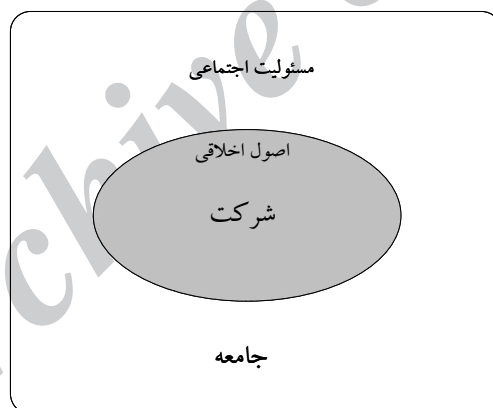 مسئولیت اجتماعی
اصول اخلاقی
شرکت
جامعه